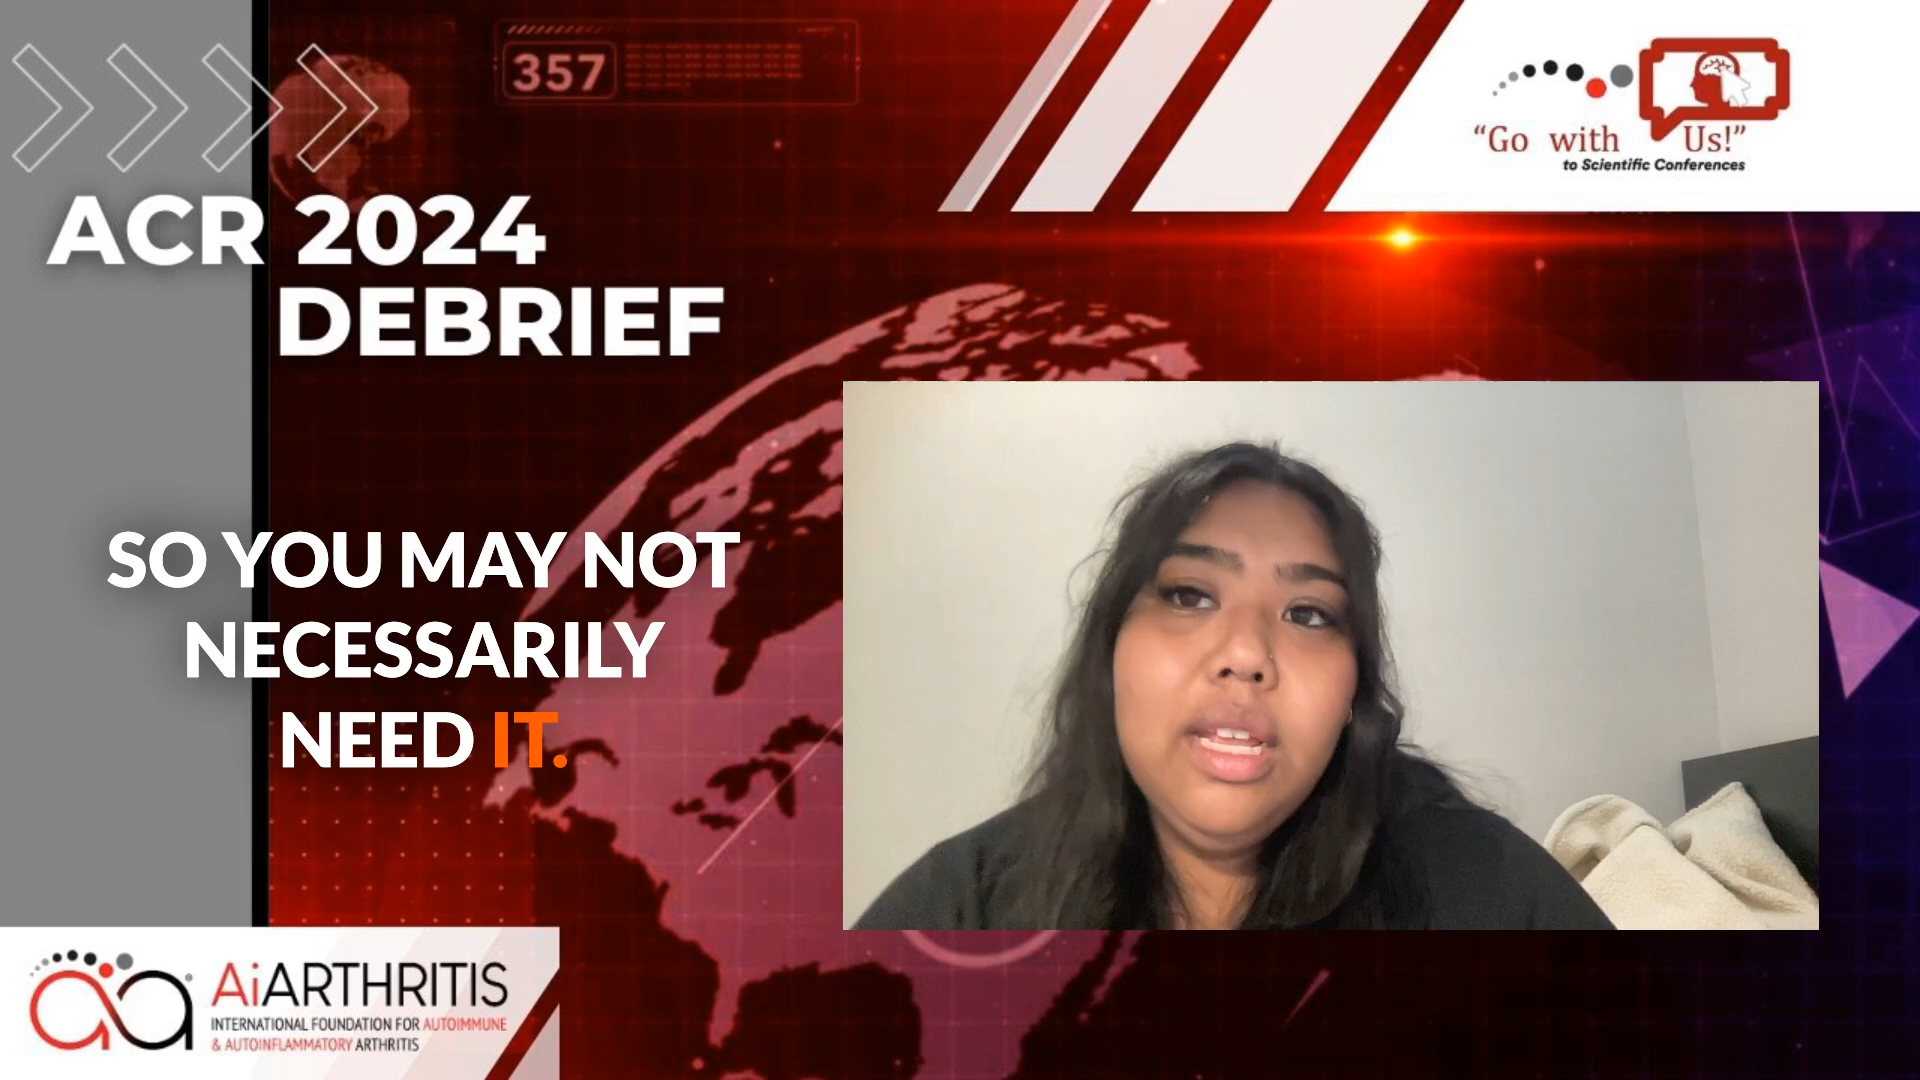 357
“Go with Us!”
to Scientific Conferences
ACR 2024
DEBRIEF
SO YOU MAY NOT
NECESSARILY
NEED IT.
AiARTHRITIS
INTERNATIONAL FOUNDATION FOR AUTOIMMUNE
& AUTOINFLAMMATORY ARTHRITIS